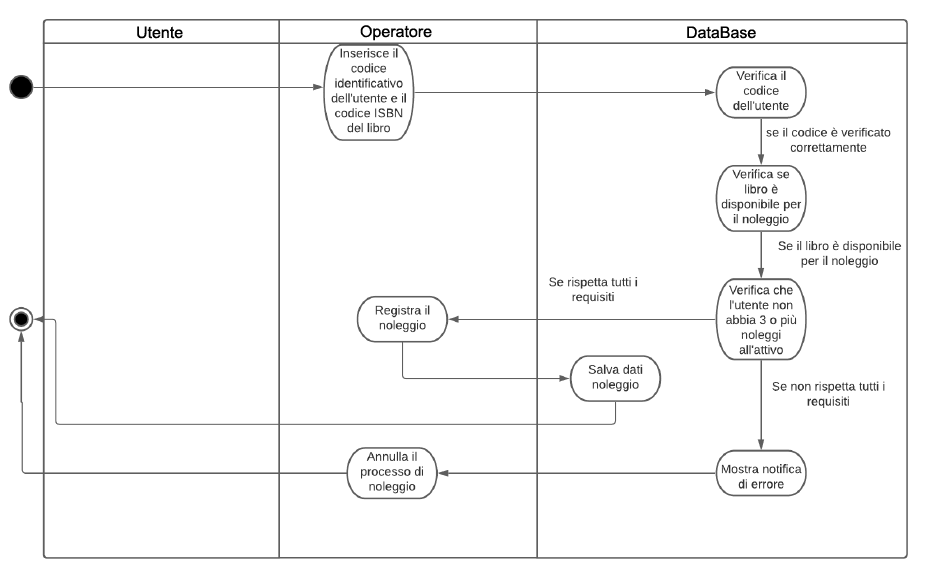 Utente
Operatore
DataBase
Inserisce il
codice
identificativo
dell'utente e il
codice ISBN
del libro
Verifica il
codice
dell'utente
se il codice è verificato
correttamente
Verifica se
libro è
disponibile per
il noleggio
Se il libro è disponibile
per il noleggio
Se rispetta tutti i
requisiti
Verifica che
l'utente non
abbia 3 o più
noleggi
all'attivo
Registra il
noleggio
Salva dati
noleggio
Se non rispetta tutti i
requisiti
Annulla il
processo di
noleggio
Mostra notifica
di errore